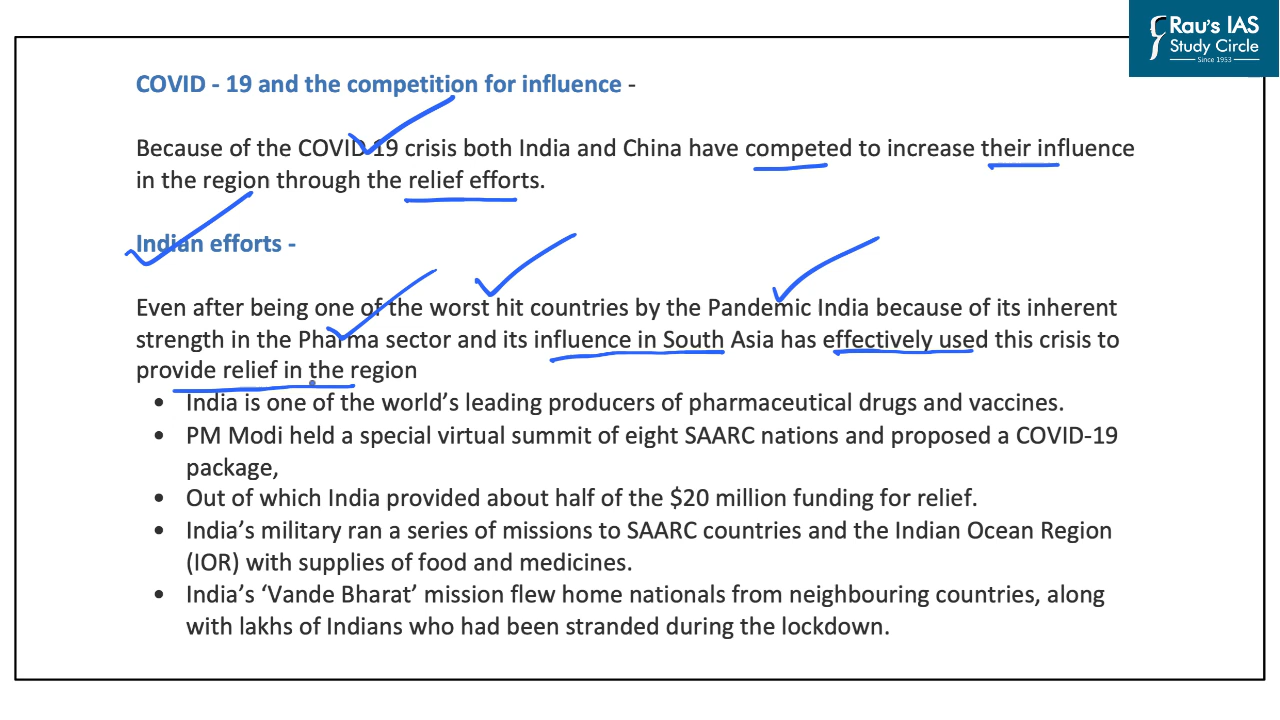 Rau's IAS
Study Circle
Since 1953
COVID - 19 and the competition for influence -
Because of the COVID 19 crisis both India and China have competed to increase their influence
in the region through the relief efforts.
Indian efforts -
Even after being one of the worst hit countries by the Pandemic India because of its inherent
strength in the Pharma sector and its influence in South Asia has effectively used this crisis to
provide relief in the region
• India is one of the world's leading producers of pharmaceutical drugs and vaccines.
• PM Modi held a special virtual summit of eight SAARC nations and proposed a COVID-19
package,
• Out of which India provided about half of the $20 million funding for relief.
• India's military ran a series of missions to SAARC countries and the Indian Ocean Region
(IOR) with supplies of food and medicines.
• India's ‘Vande Bharat’ mission flew home nationals from neighbouring countries, along
with lakhs of Indians who had been stranded during the lockdown.